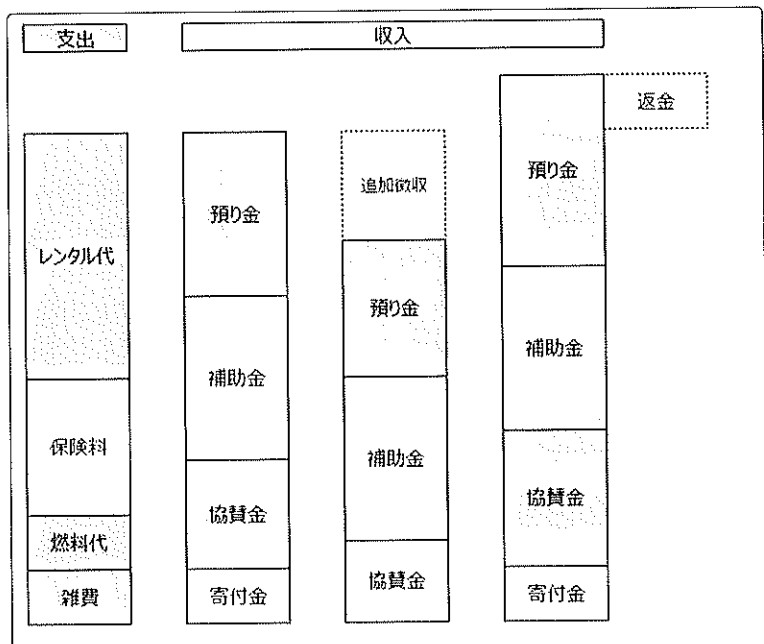 支出
収入
レンタル代
保険料
燃料代
雑費
預り金
補助金
協賛金
寄付金
追加徴収
預り金
補助金
協賛金
預り金
補助金
協賛金
寄付金
返金